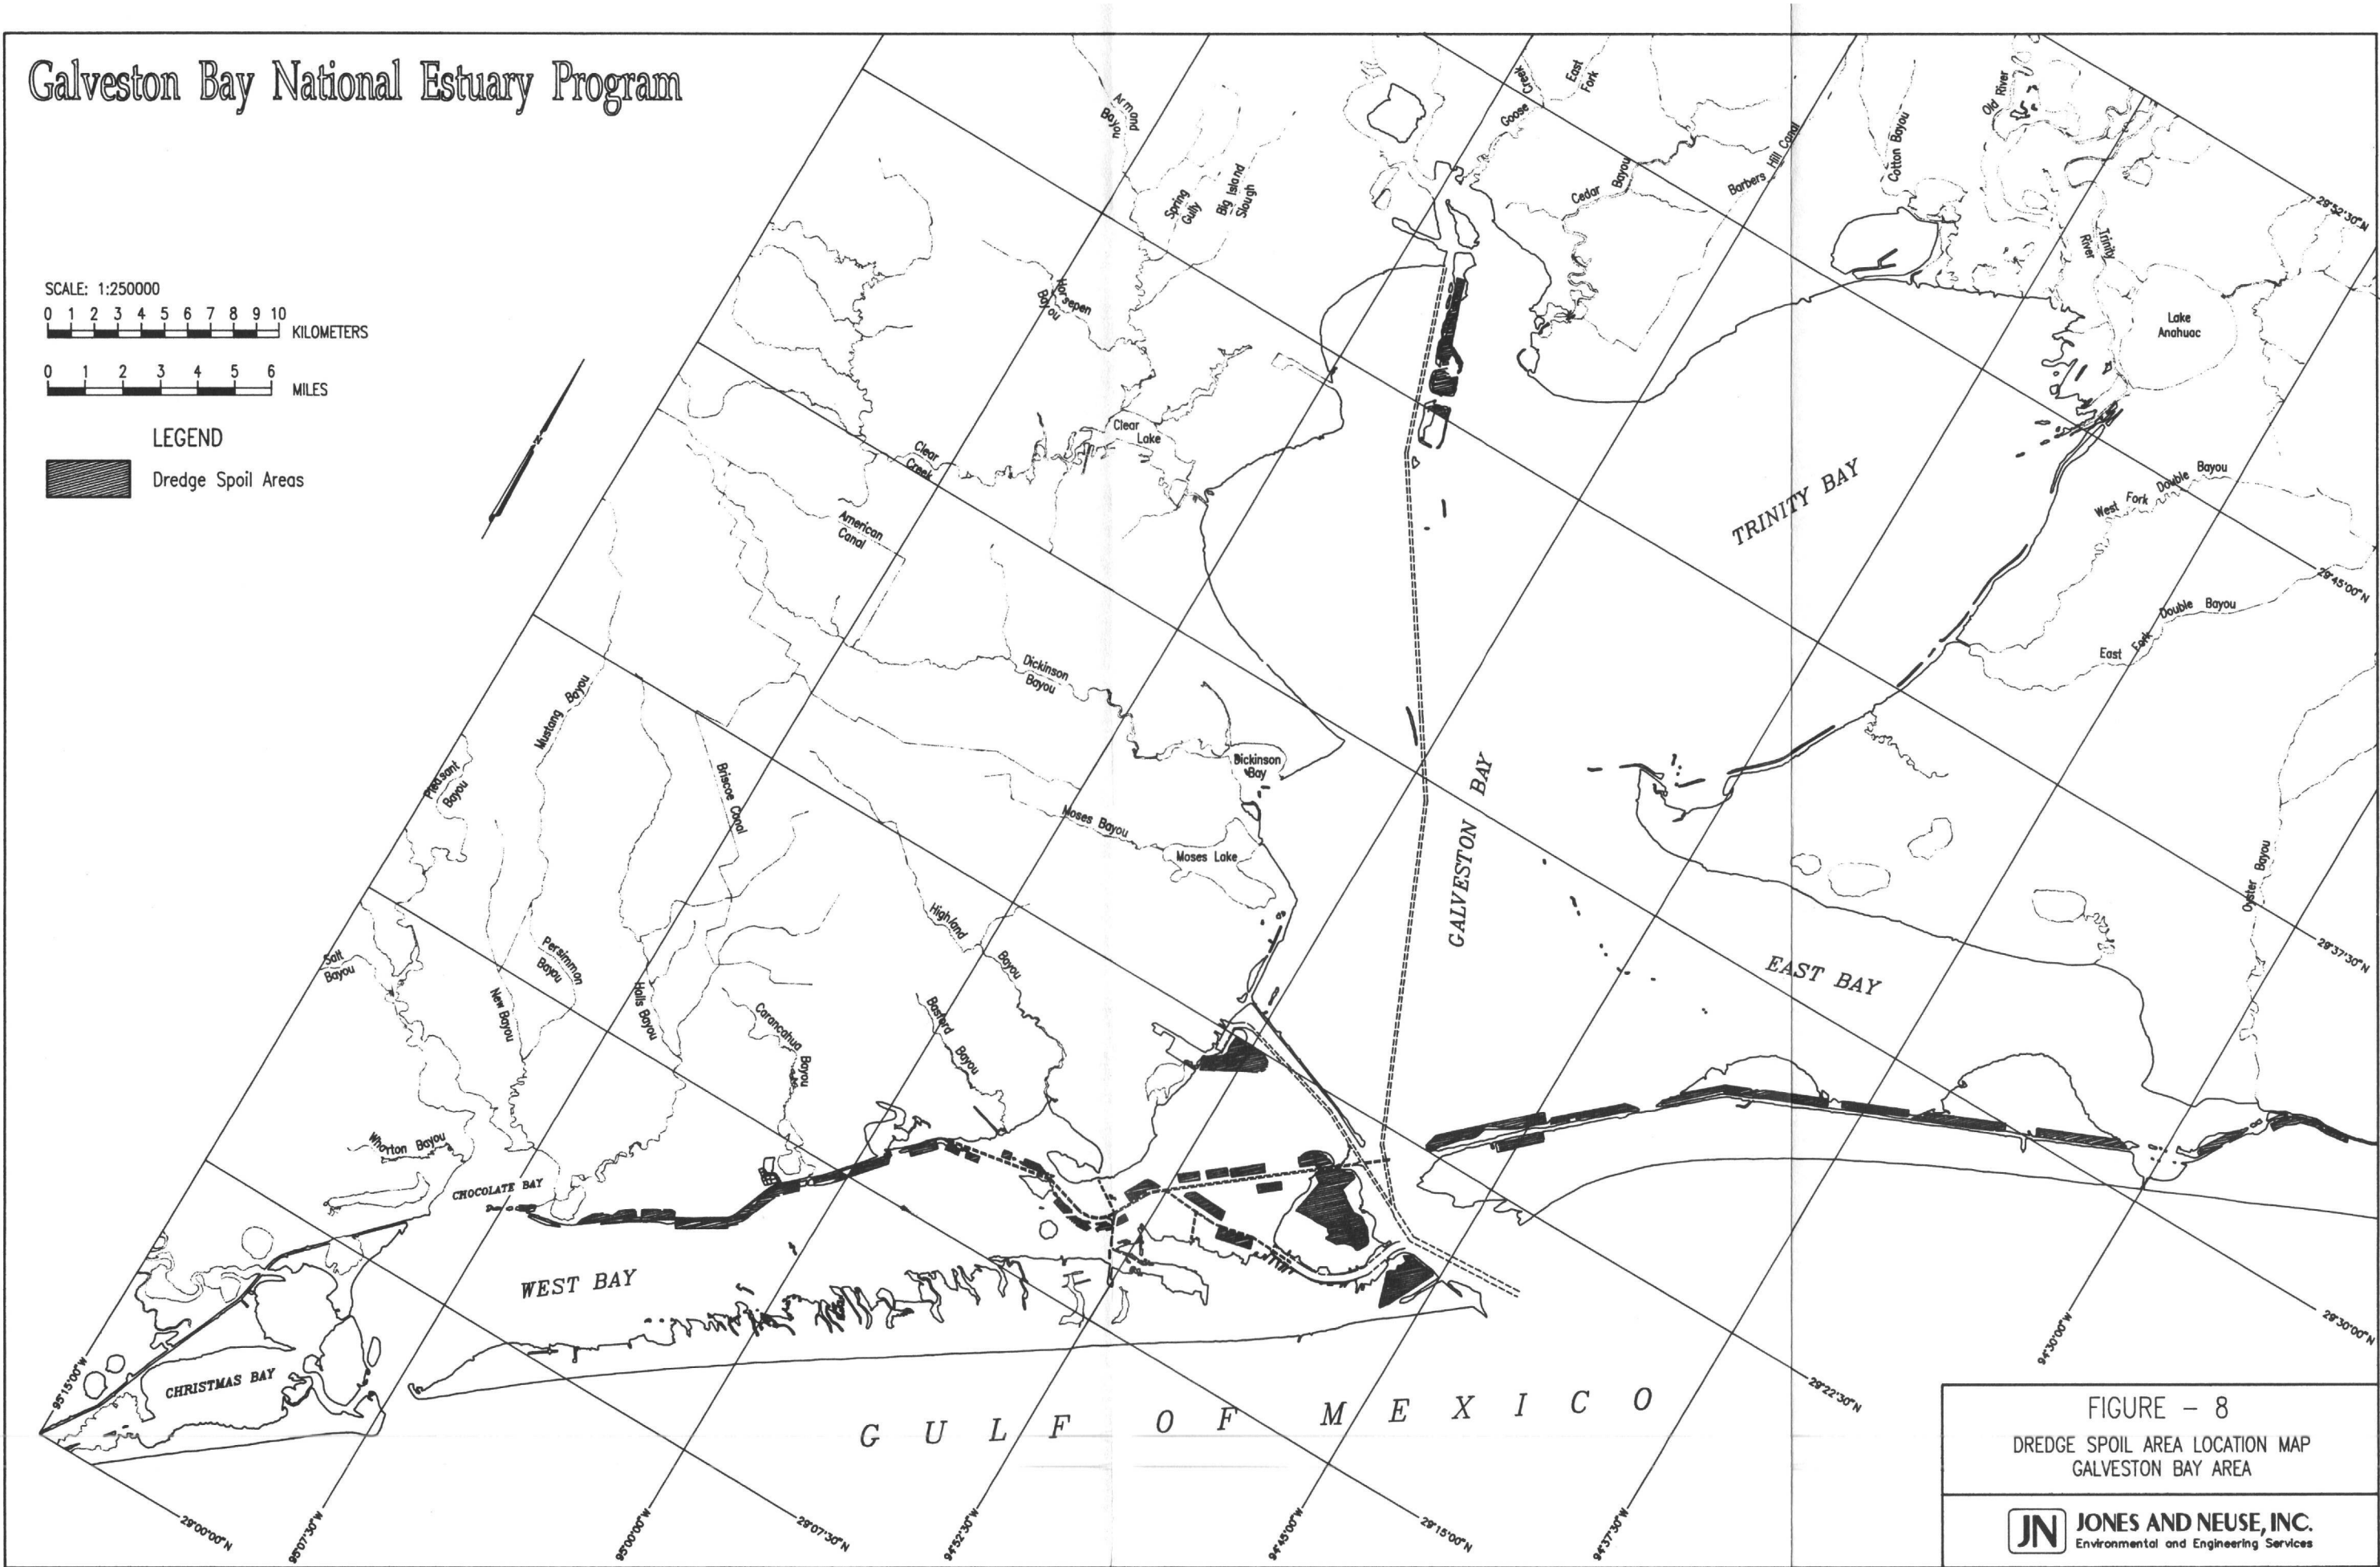 Galveston Bay National Estuary Program
SCALE: 1:250000
0 1 2 3 4 5 6 7 8 9 10
KILOMETERS
0 1 2 3 4 5 6
MILES
LEGEND
Dredge Spoil Areas
N
Armand
Bayou
Spring
Gully
Big Island
Slough
Goose Creek
East
Fork
Cedar Bayou
Barbers Hill Canal
Cotton Bayou
Old River
Trinity
River
Lake
Anahuac
29°52'30"N
Horsepen
Bayou
Clear
Lake
Clear
Creek
American
Canal
TRINITY BAY
West Fork Double Bayou
29°45'00"N
East Fork Double Bayou
Dickinson
Bayou
Dickinson
Bay
Mustang Bayou
Pleasant
Bayou
Briscoe Canal
Moses Bayou
Moses Lake
GALVESTON BAY
Oyster Bayou
29°37'30"N
EAST BAY
Highland Bayou
Salt
Bayou
Persimmon
Bayou
New Bayou
Halls Bayou
Carancahua Bayou
Basford Bayou
Whorton Bayou
CHOCOLATE BAY
WEST BAY
CHRISTMAS BAY
GULF OF MEXICO
95°15'00"W
29°00'00"N
95°07'30"W
95°00'00"W
29°07'30"N
94°52'30"W
94°45'00"W
29°15'00"N
94°37'30"W
29°22'30"N
94°30'00"W
29°30'00"N
FIGURE - 8
DREDGE SPOIL AREA LOCATION MAP
GALVESTON BAY AREA
JN JONES AND NEUSE, INC.
Environmental and Engineering Services